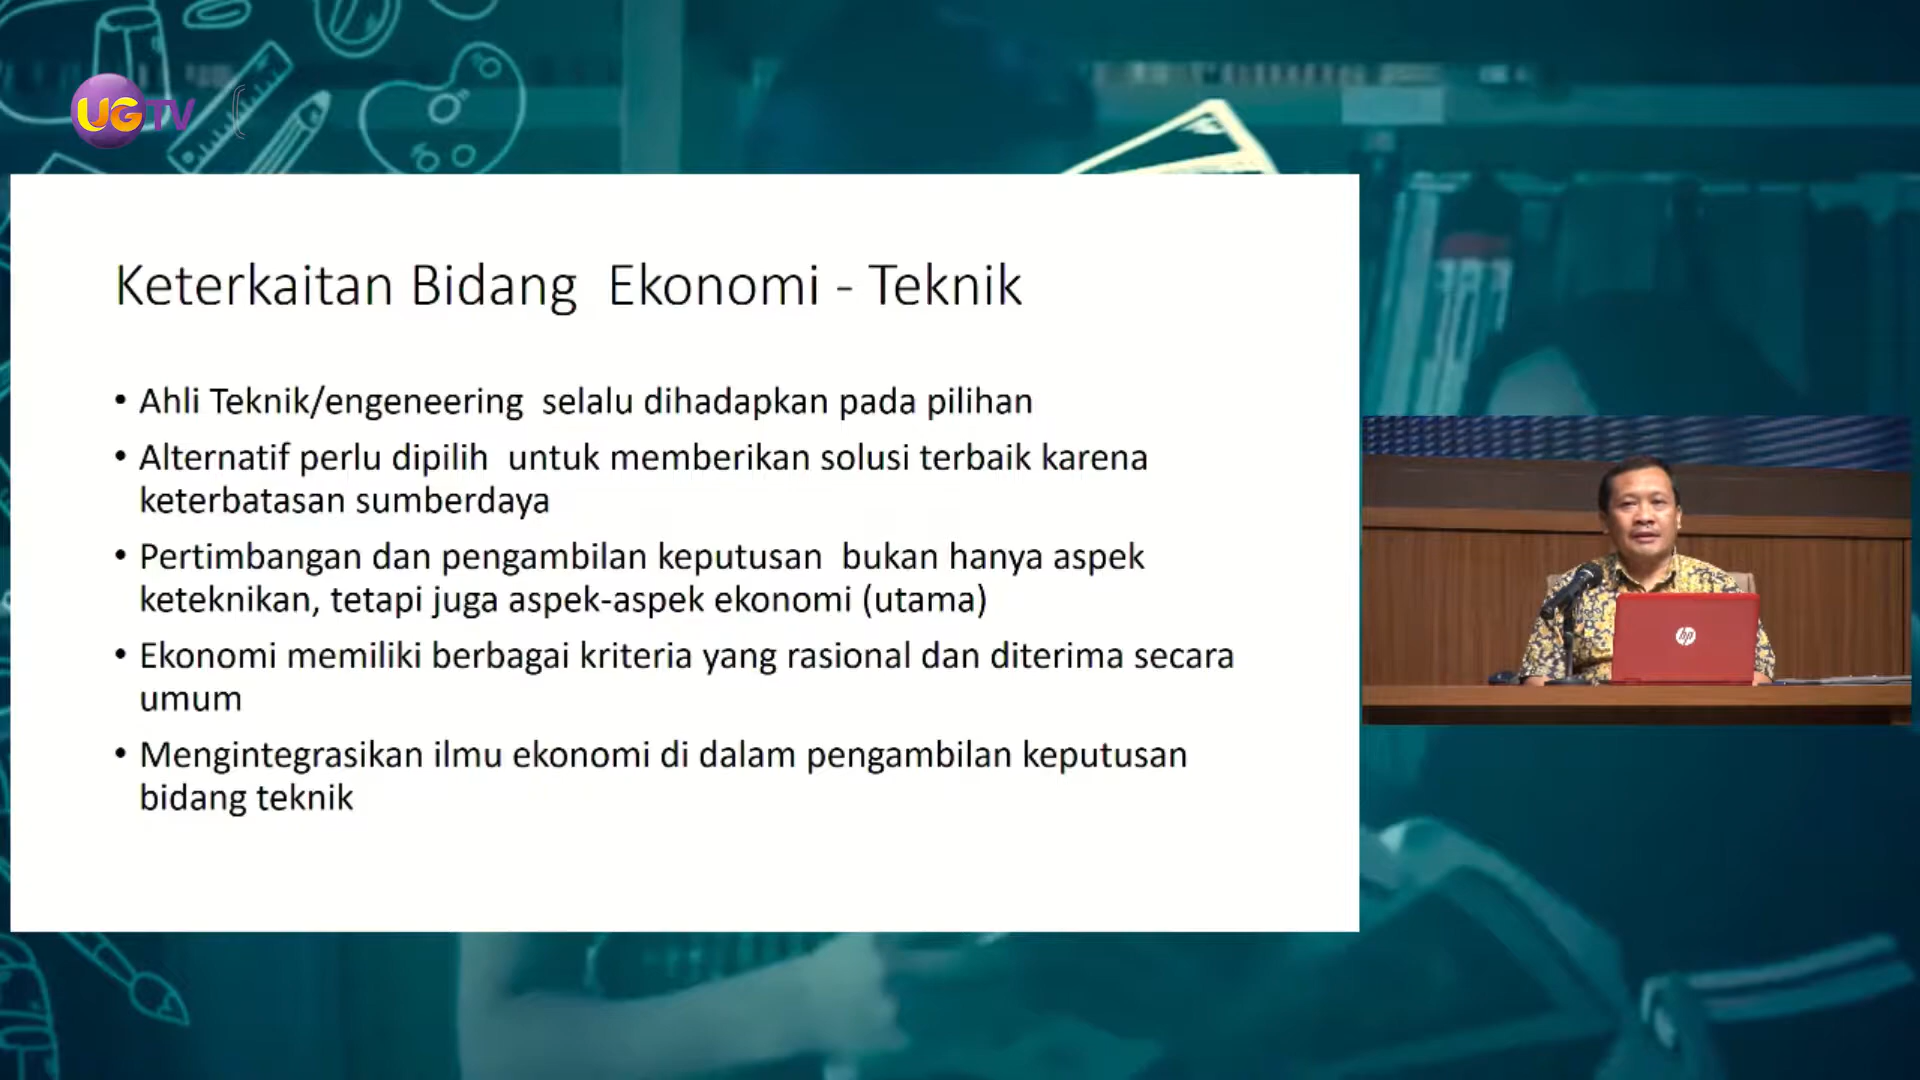 UGTV
Keterkaitan Bidang Ekonomi - Teknik
• Ahli Teknik/engeneering selalu dihadapkan pada pilihan
• Alternatif perlu dipilih untuk memberikan solusi terbaik karena
keterbatasan sumberdaya
• Pertimbangan dan pengambilan keputusan bukan hanya aspek
keteknikan, tetapi juga aspek-aspek ekonomi (utama)
• Ekonomi memiliki berbagai kriteria yang rasional dan diterima secara
umum
• Mengintegrasikan ilmu ekonomi di dalam pengambilan keputusan
bidang teknik
hp